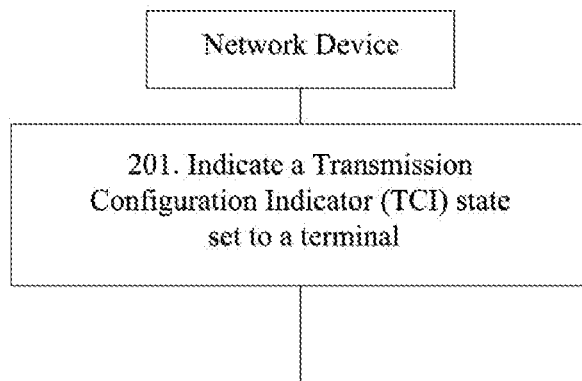 Network Device
201. Indicate a Transmission
Configuration Indicator (TCI) state
set to a terminal